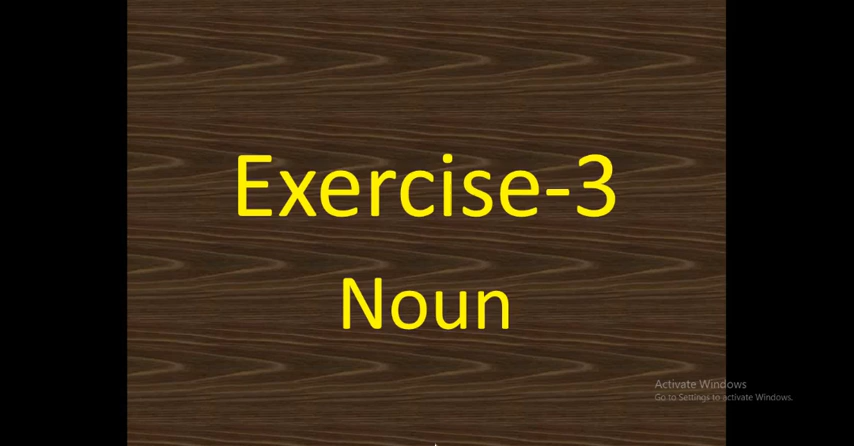 Exercise-3
Noun
Activate Windows
Go to Settings to activate Windows.